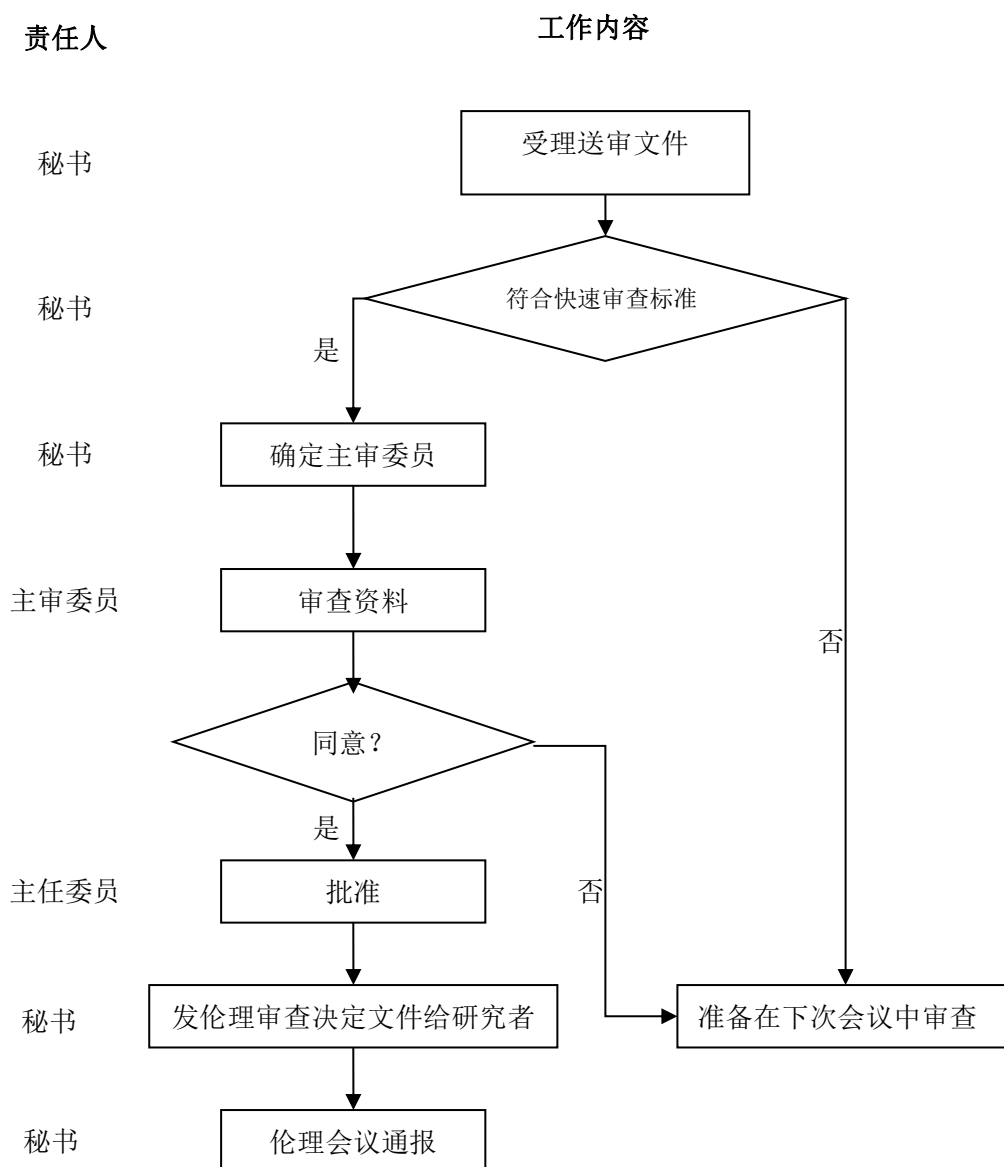 责任人
工作内容
秘书
受理送审文件
秘书
符合快速审查标准
是
秘书
确定主审委员
主审委员
审查资料
否
同意？
是
主任委员
批准
否
秘书
发伦理审查决定文件给研究者
准备在下次会议中审查
秘书
伦理会议通报